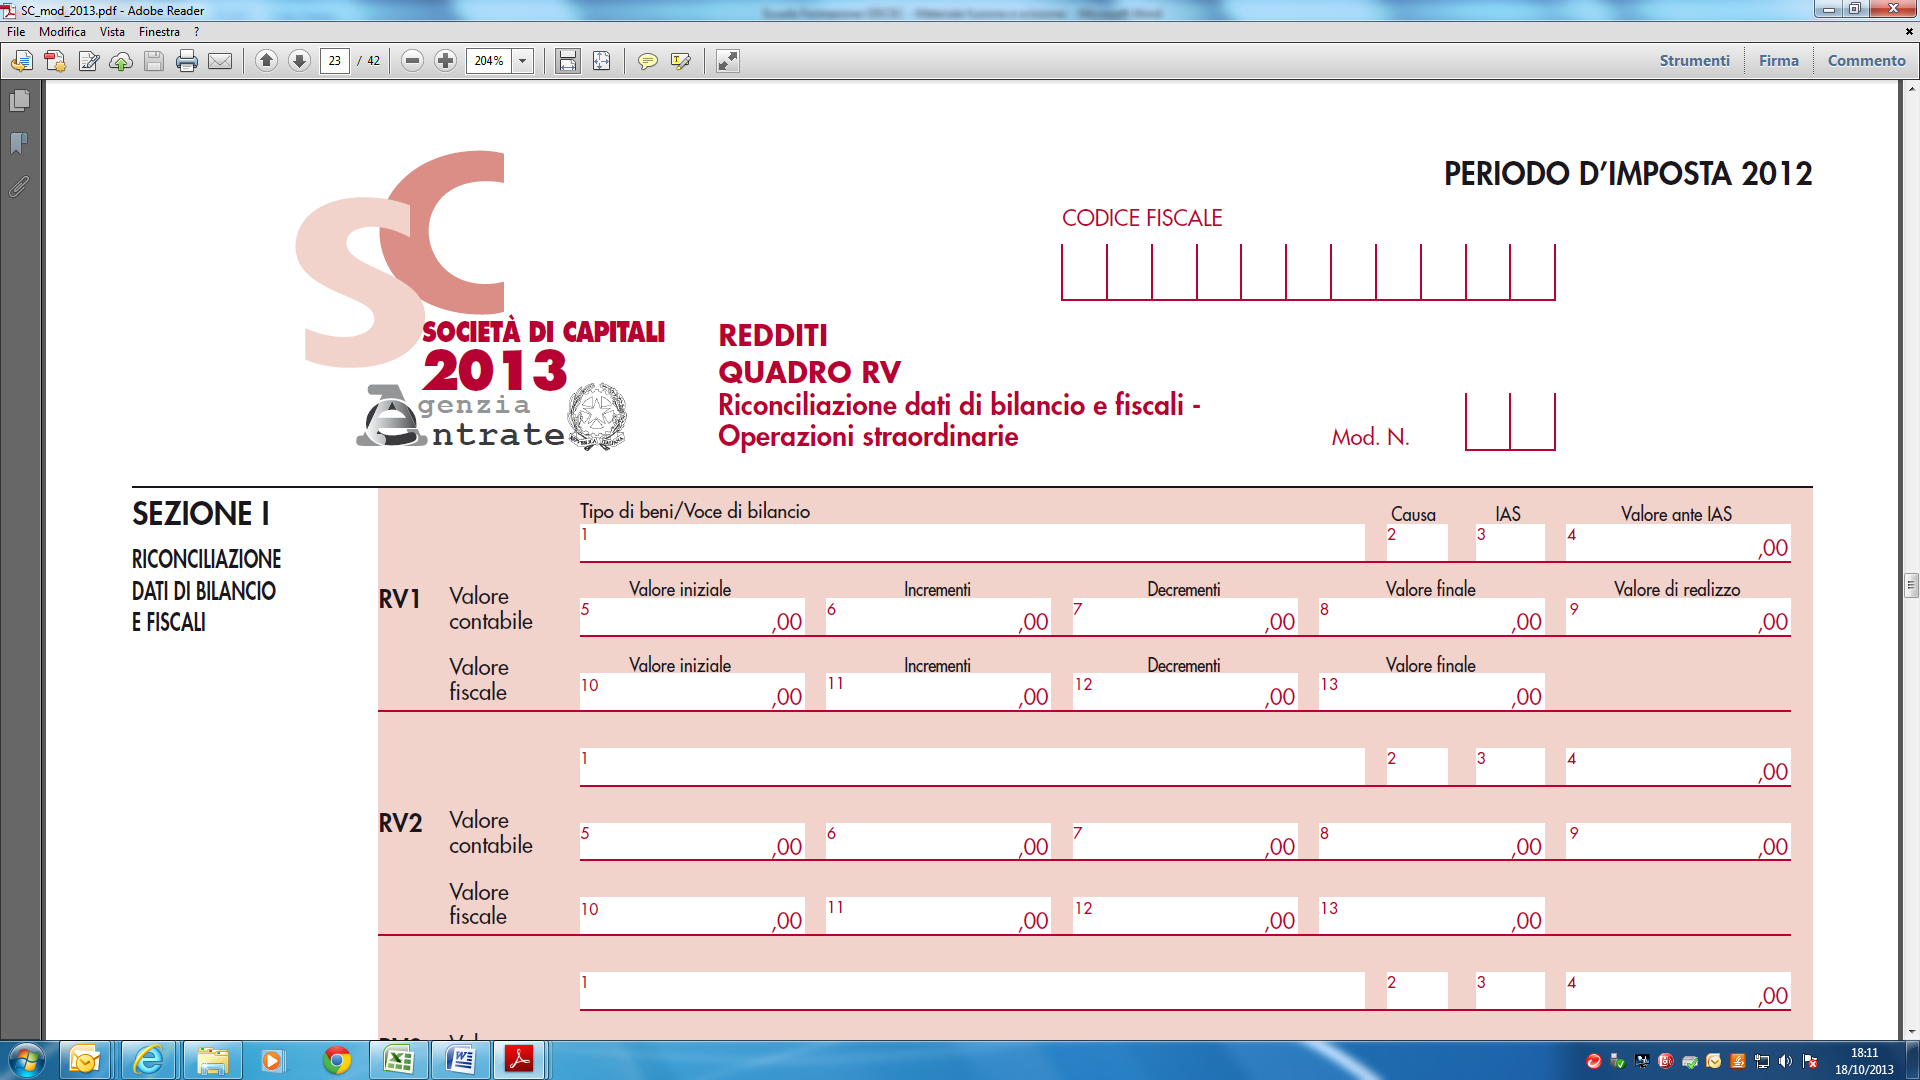 SC_mod_2013.pdf - Adobe Reader
File Modifica Vista Finestra ?
23 / 42 204% Strumenti Firma Commento
SC
PERIODO D'IMPOSTA 2012
CODICE FISCALE
SOCIETÀ DI CAPITALI
2013
agenzia
entrate
REDDITI
QUADRO RV
Riconciliazione dati di bilancio e fiscali -
Operazioni straordinarie
Mod. N.
SEZIONE I
RICONCILIAZIONE
DATI DI BILANCIO
E FISCALI
Tipo di beni/Voce di bilancio Causa IAS Valore ante IAS
1 2 3 4 ,00
RV1 Valore contabile
Valore iniziale Incrementi Decrementi Valore finale Valore di realizzo
5 ,00 6 ,00 7 ,00 8 ,00 9 ,00
Valore fiscale
Valore iniziale Incrementi Decrementi Valore finale
10 ,00 11 ,00 12 ,00 13 ,00
1 2 3 4 ,00
RV2 Valore contabile
5 ,00 6 ,00 7 ,00 8 ,00 9 ,00
Valore fiscale
10 ,00 11 ,00 12 ,00 13 ,00
1 2 3 4 ,00
18:11
18/10/2013